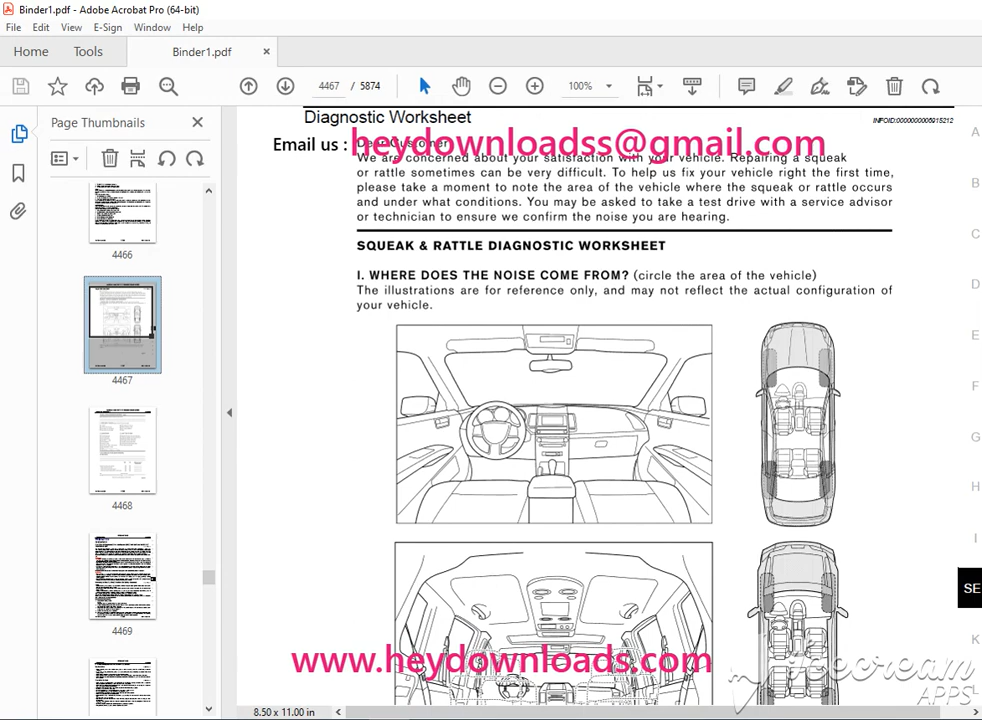 Binder1.pdf - Adobe Acrobat Pro (64-bit)
File Edit View E-Sign Window Help
Home Tools Binder1.pdf ×
4467 / 5874 100%
Page Thumbnails
4466
4467
4468
4469
8.50 x 11.00 in
Diagnostic Worksheet
INFOID:0000000005915212
Email us : heydownloadss@gmail.com
Dear Customer
We are concerned about your satisfaction with your vehicle. Repairing a squeak
or rattle sometimes can be very difficult. To help us fix your vehicle right the first time,
please take a moment to note the area of the vehicle where the squeak or rattle occurs
and under what conditions. You may be asked to take a test drive with a service advisor
or technician to ensure we confirm the noise you are hearing.
SQUEAK & RATTLE DIAGNOSTIC WORKSHEET
I. WHERE DOES THE NOISE COME FROM? (circle the area of the vehicle)
The illustrations are for reference only, and may not reflect the actual configuration of
your vehicle.
A
B
C
D
E
F
G
H
I
SE
K
L
www.heydownloads.com
icecream
APPS